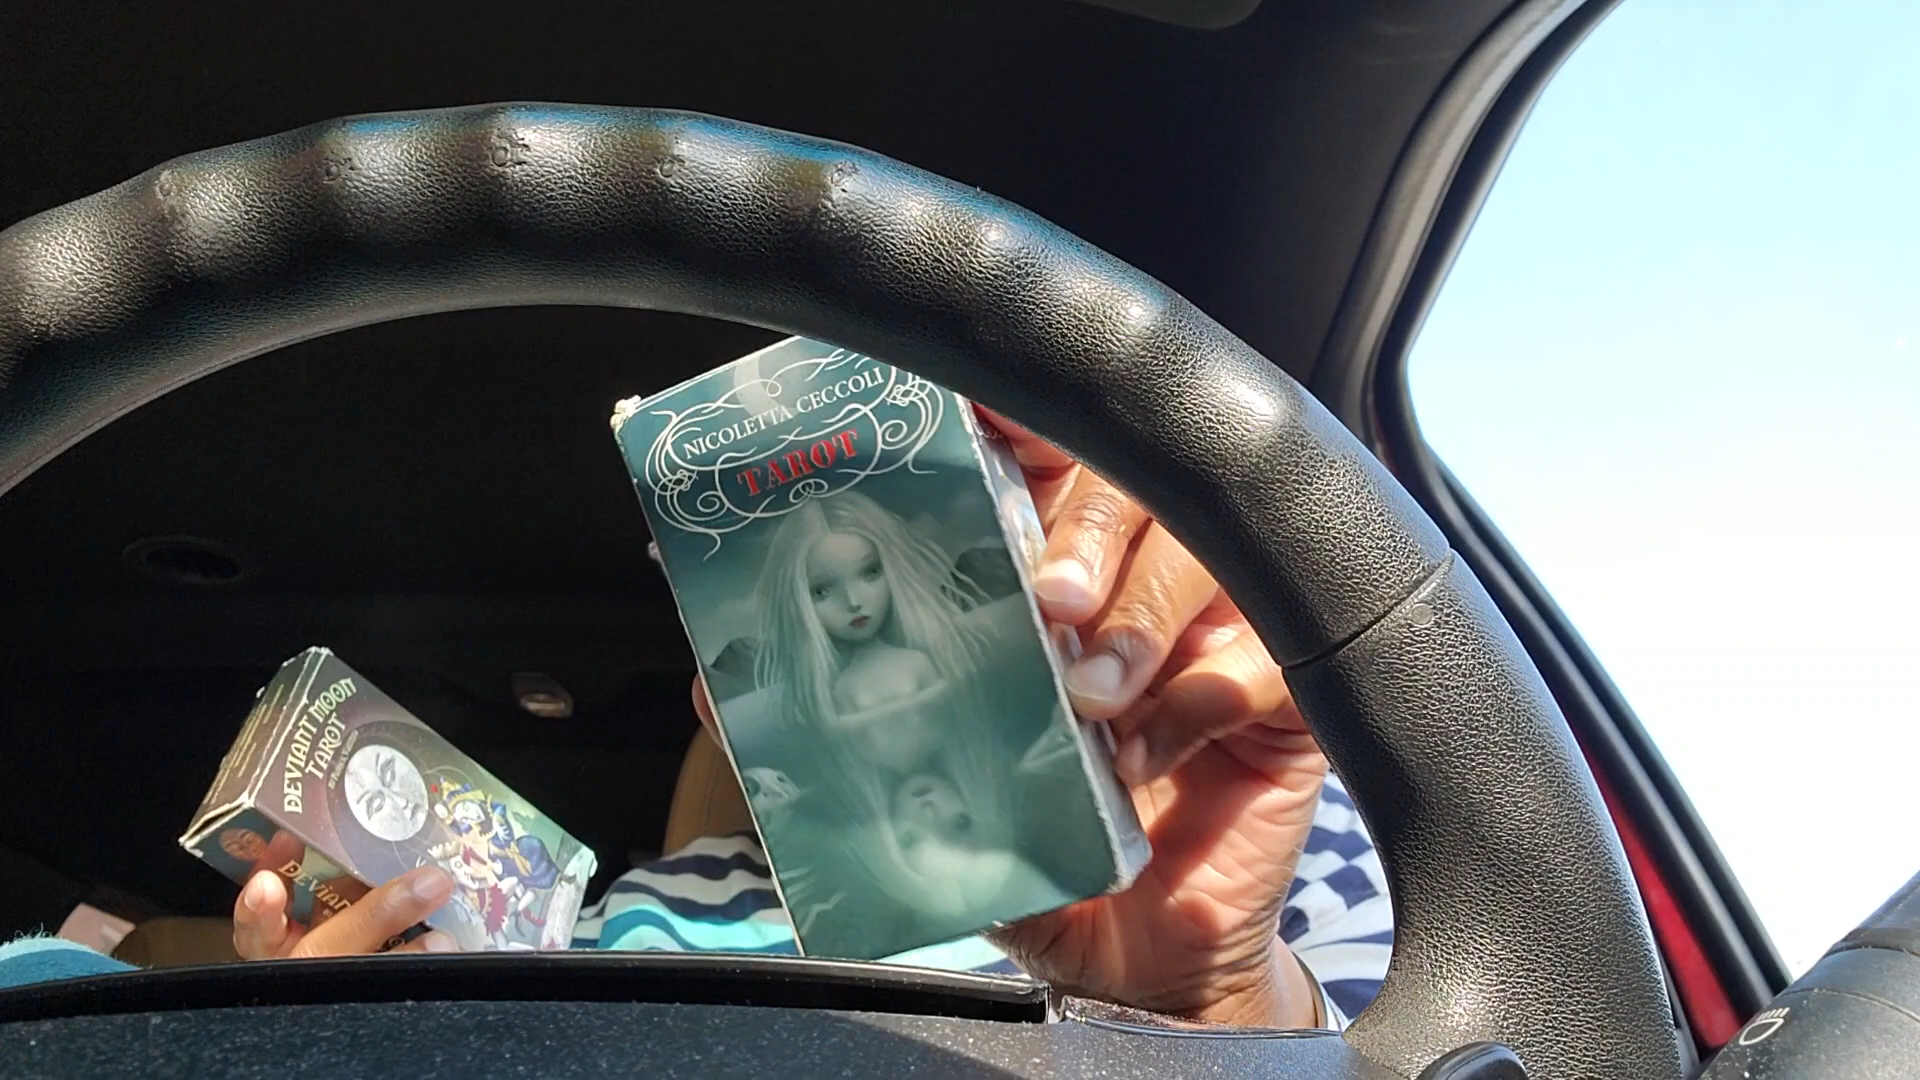 NICOLETTA CECCOLI
TAROT
DEVIANT MOON
TAROT
DEVIANT